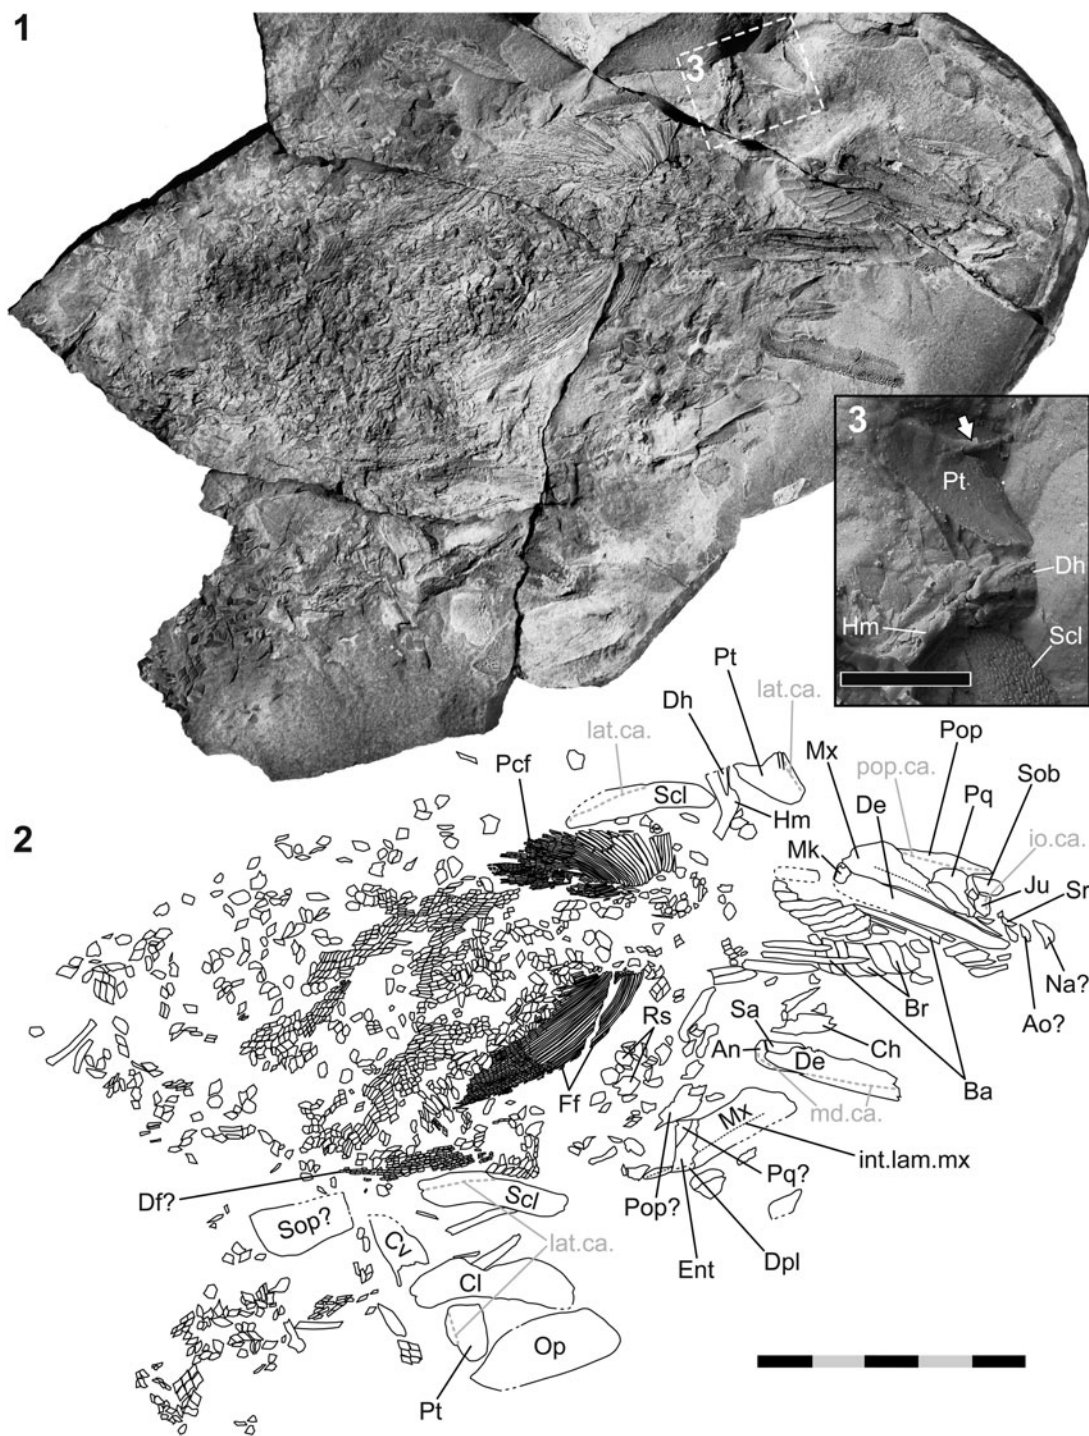 1
3
3
Pt
Dh
Hm
Scl
2
Pt
lat.ca.
Dh
lat.ca.
Pop
Mx
pop.ca.
Sob
Pcf
Scl
De
Pq
io.ca.
Hm
Mk
Ju
Sr
Na?
Br
Ao?
Rs
Sa
An
De
Ch
Ba
Ff
md.ca.
Mx
int.lam.mx
Df?
Scl
Pop?
Pq?
Sop?
Cv
lat.ca.
Ent
Dpl
Cl
Op
Pt